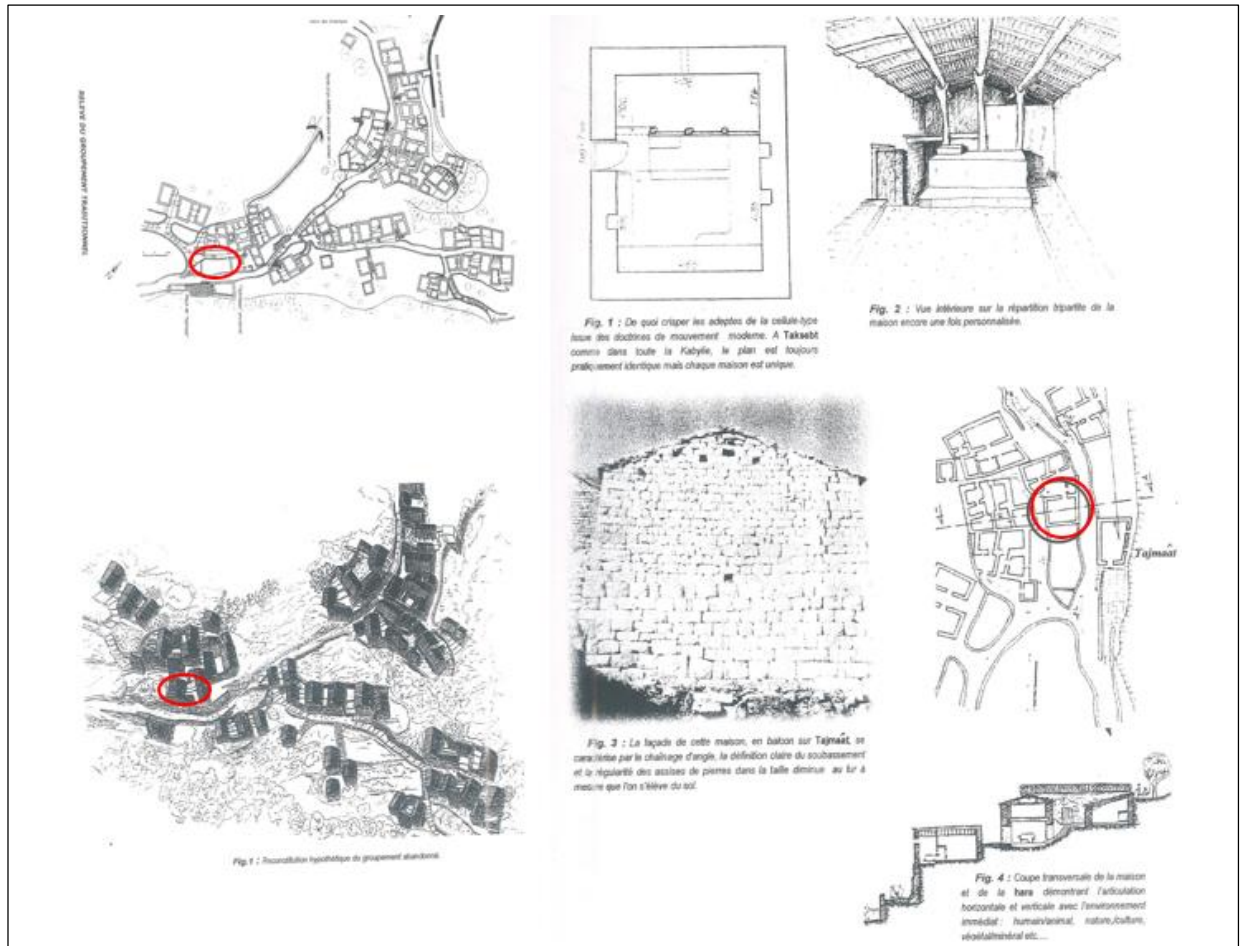 RELEVE DU GROUPEMENT TRADITIONNEL
Fig.1 : Reconstitution hypothétique du groupement abandonné.
Fig. 1 : De quoi crisper les adeptes de la cellule-type
issue des doctrines de mouvement moderne. A Taksebt
comme dans toute la Kabylie, le plan est toujours
pratiquement identique mais chaque maison est unique.
Fig. 2 : Vue intérieure sur la répartition tripartite de la
maison encore une fois personnalisée.
Tajmaât
Fig. 3 : La façade de cette maison, en balcon sur Tajmaât, se
caractérise par le chaînage d'angle, la définition claire du soubassement
et la régularité des assises de pierres dans la taille diminue au fur à
mesure que l'on s'élève du sol.
Fig. 4 : Coupe transversale de la maison
et de la hara démontrant l'articulation
horizontale et verticale avec l'environnement
immédiat : humain/animal, nature/culture,
végétal/minéral etc....